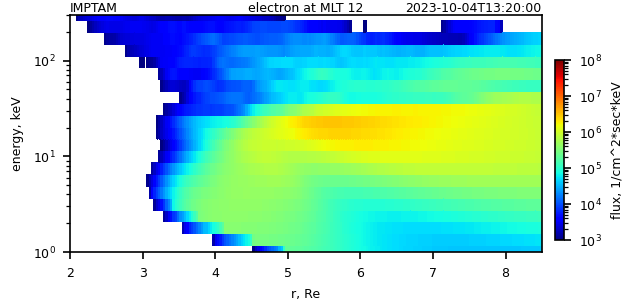 IMPTAM electron at MLT 12 2023-10-04T13:20:00
energy, keV
10^2
10^1
10^0
2 3 4 5 6 7 8
r, Re
10^8
10^7
10^6
10^5
10^4
10^3
flux, 1/cm^2*sec*keV